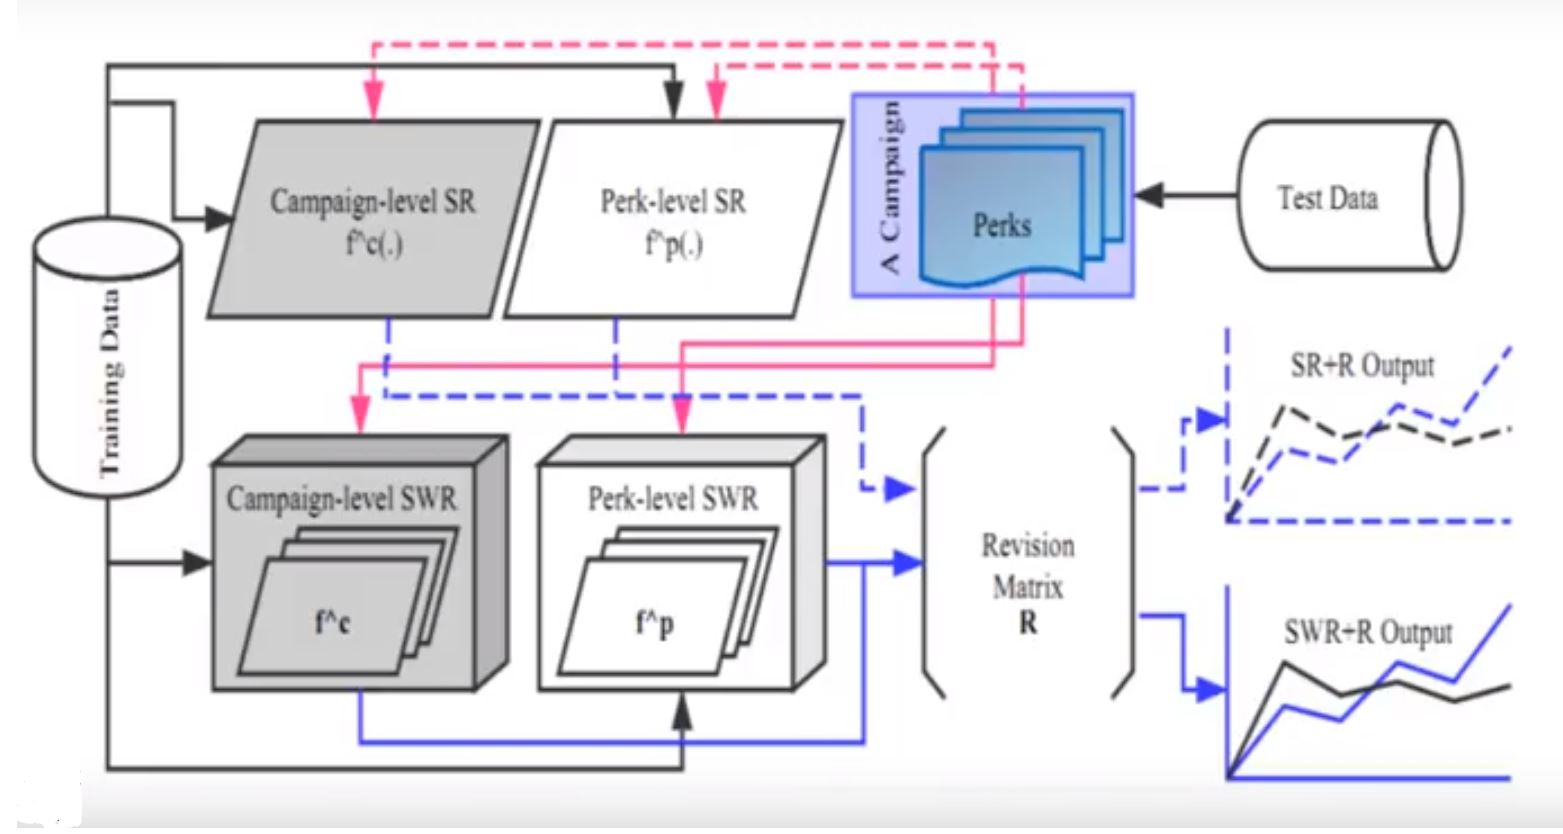 Campaign-level SR
f^c(.)
Perk-level SR
f^p(.)
A Campaign
Perks
Test Data
Training Data
SR+R Output
Campaign-level SWR
f^c
Perk-level SWR
f^p
Revision
Matrix
R
SWR+R Output